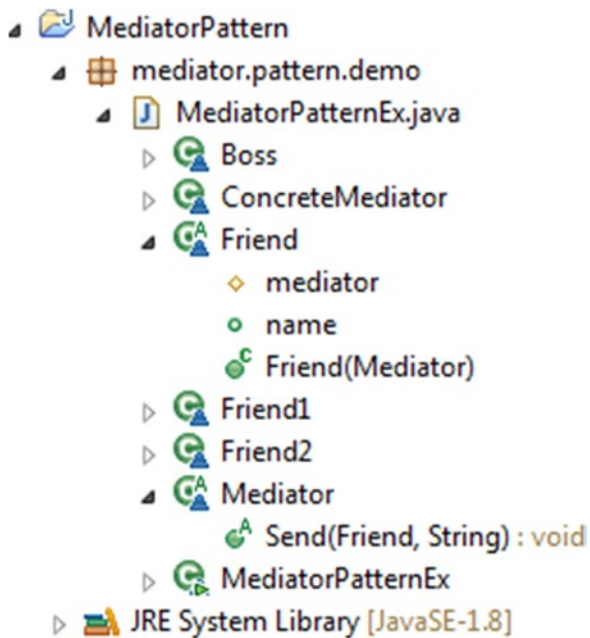 MediatorPattern
mediator.pattern.demo
J MediatorPatternEx.java
C Boss
C ConcreteMediator
C A Friend
mediator
name
C Friend(Mediator)
C Friend1
C Friend2
C A Mediator
A Send(Friend, String) : void
C MediatorPatternEx
JRE System Library [JavaSE-1.8]